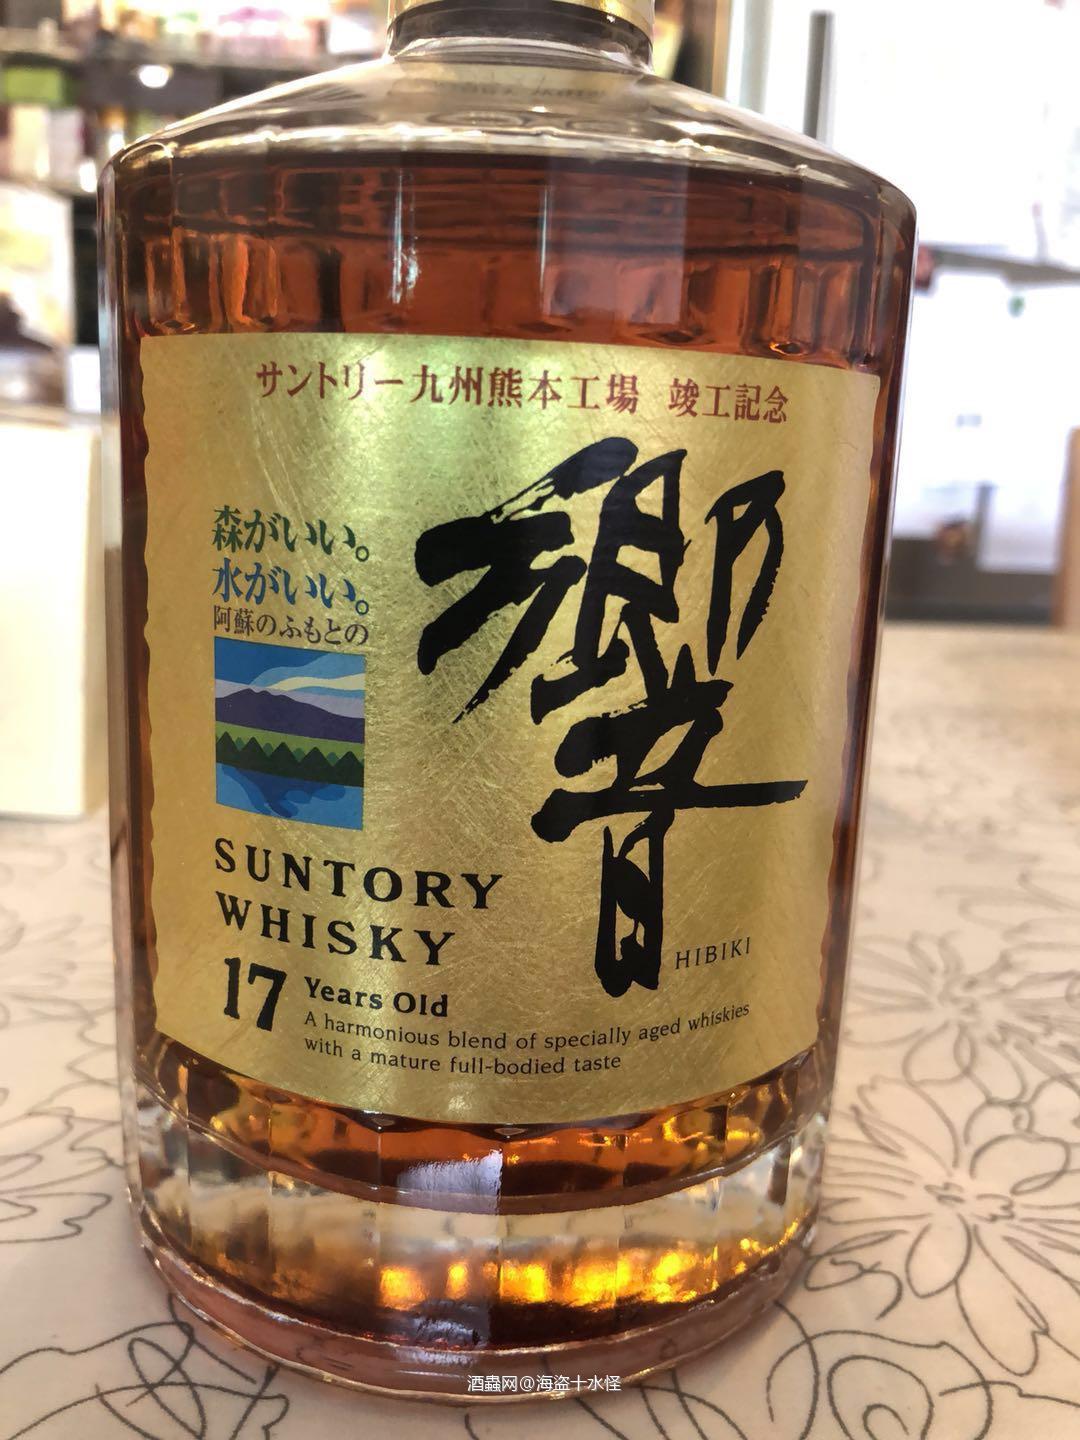 サントリー九州熊本工場 竣工記念
響
森がいい。
水がいい。
阿蘇のふもとの
SUNTORY
WHISKY
17 Years Old
HIBIKI
A harmonious blend of specially aged whiskies
with a mature full-bodied taste
酒蟲网@海盗十水怪